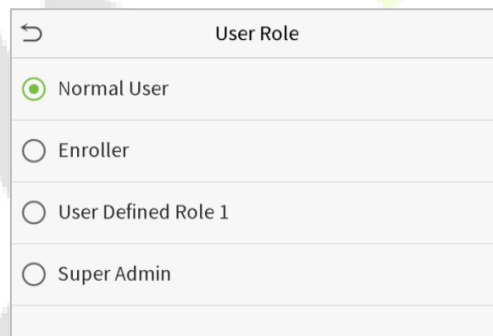 User Role
Normal User
Enroller
User Defined Role 1
Super Admin